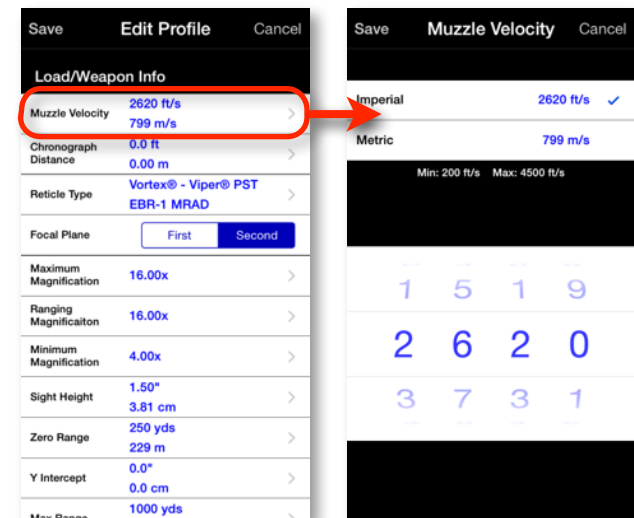 Save Edit Profile Cancel
Load/Weapon Info
Muzzle Velocity
2620 ft/s
799 m/s
Chronograph
Distance
0.0 ft
0.00 m
Reticle Type
Vortex® - Viper® PST
EBR-1 MRAD
Focal Plane First Second
Maximum
Magnification
16.00x
Ranging
Magnificaiton
16.00x
Minimum
Magnification
4.00x
Sight Height
1.50"
3.81 cm
Zero Range
250 yds
229 m
Y Intercept
0.0"
0.0 cm
Max Range
1000 yds
Save Muzzle Velocity Cancel
Imperial 2620 ft/s ✓
Metric 799 m/s
Min: 200 ft/s Max: 4500 ft/s
1 5 1 9
2 6 2 0
3 7 3 1